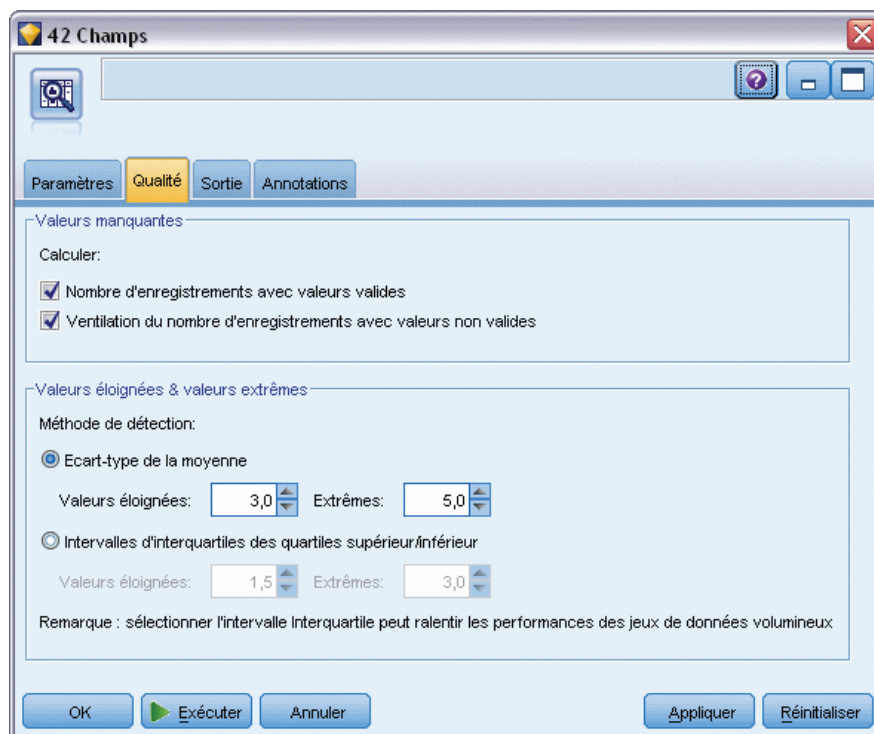 42 Champs
?
Paramètres Qualité Sortie Annotations
Valeurs manquantes
Calculer:
Nombre d'enregistrements avec valeurs valides
Ventilation du nombre d'enregistrements avec valeurs non valides
Valeurs éloignées & valeurs extrêmes
Méthode de détection:
Ecart-type de la moyenne
Valeurs éloignées: 3,0 Extrêmes: 5,0
Intervalles d'interquartiles des quartiles supérieur/inférieur
Valeurs éloignées: 1,5 Extrêmes: 3,0
Remarque : sélectionner l'intervalle Interquartile peut ralentir les performances des jeux de données volumineux
OK Exécuter Annuler Appliquer Réinitialiser